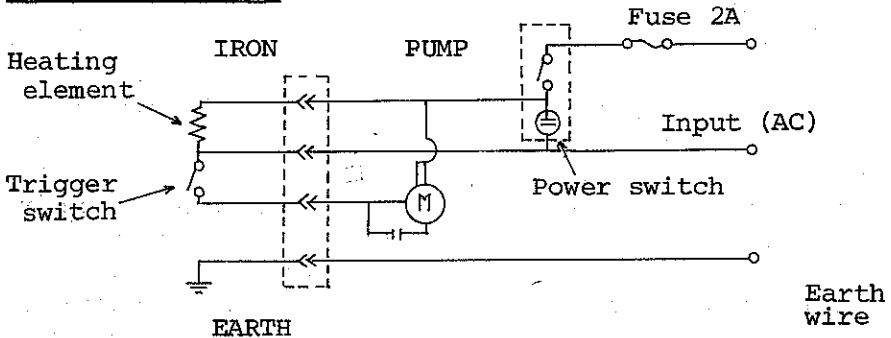 Fuse 2A
IRON
PUMP
Heating
element
Input (AC)
Trigger
switch
M
Power switch
Earth
wire
EARTH